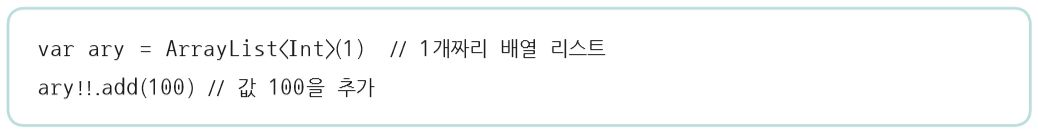 var ary = ArrayList<Int>(1)  // 1개짜리 배열 리스트
ary!!.add(100) // 값 100을 추가